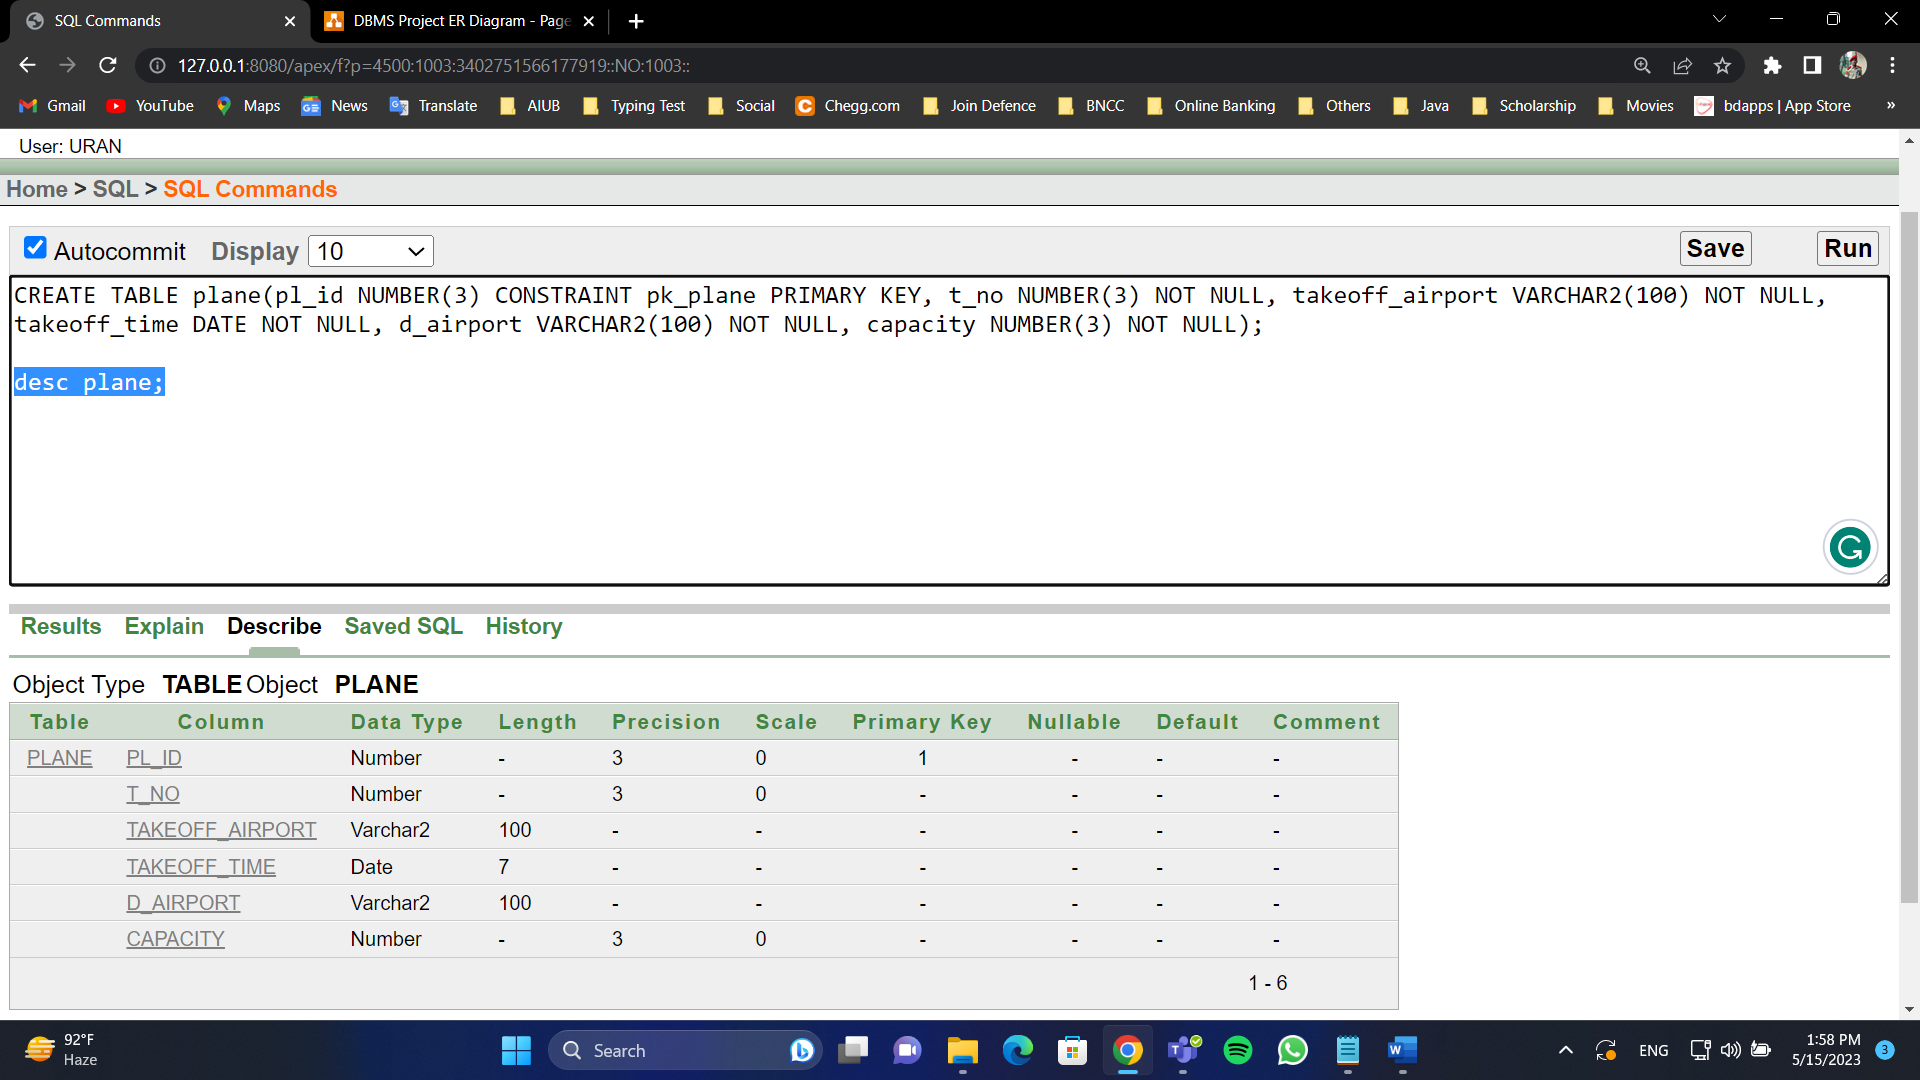 SQL Commands
DBMS Project ER Diagram - Page
127.0.0.1:8080/apex/f?p=4500:1003:3402751566177919::NO:1003::
Gmail YouTube Maps News Translate AIUB Typing Test Social Chegg.com Join Defence BNCC Online Banking Others Java Scholarship Movies bdapps | App Store »
User: URAN
Home > SQL > SQL Commands
Autocommit Display 10 Save Run
CREATE TABLE plane(pl_id NUMBER(3) CONSTRAINT pk_plane PRIMARY KEY, t_no NUMBER(3) NOT NULL, takeoff_airport VARCHAR2(100) NOT NULL,
takeoff_time DATE NOT NULL, d_airport VARCHAR2(100) NOT NULL, capacity NUMBER(3) NOT NULL);
desc plane;
Results Explain Describe Saved SQL History
Object Type TABLE Object PLANE
Table Column Data Type Length Precision Scale Primary Key Nullable Default Comment
PLANE PL_ID Number - 3 0 1 - - -
T_NO Number - 3 0 - - - -
TAKEOFF_AIRPORT Varchar2 100 - - - - - -
TAKEOFF_TIME Date 7 - - - - - -
D_AIRPORT Varchar2 100 - - - - - -
CAPACITY Number - 3 0 - - - -
1 - 6
92°F
Haze
Search
ENG
1:58 PM
5/15/2023
3